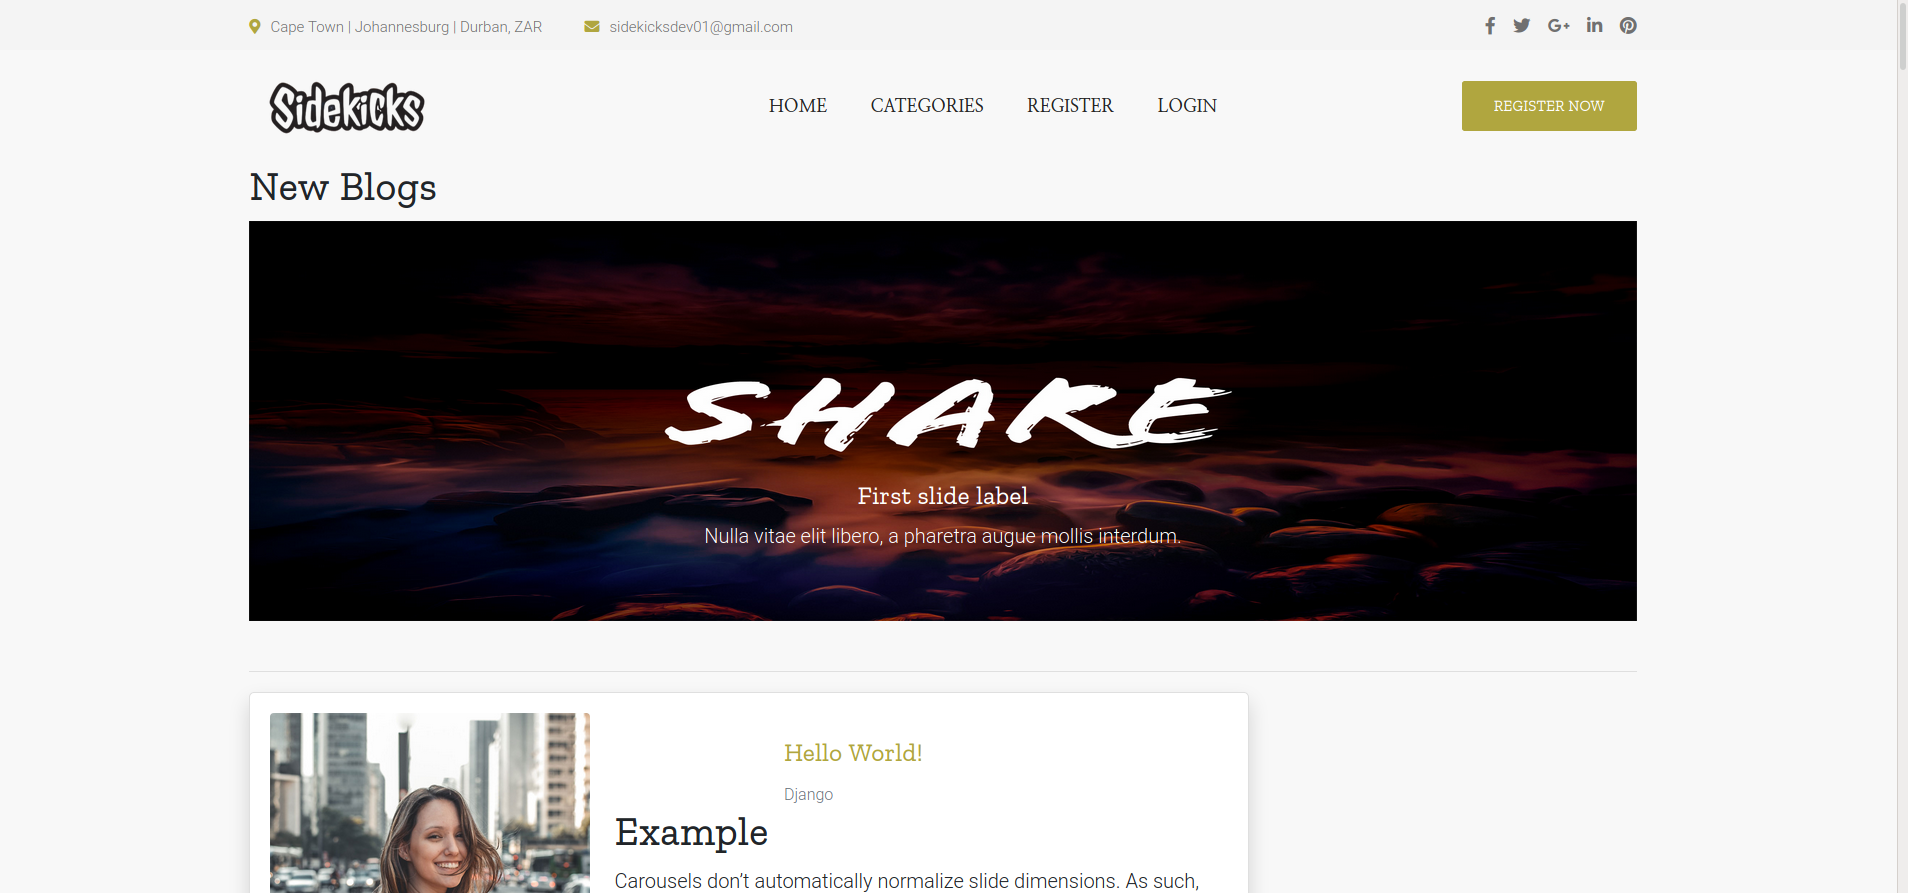 Cape Town | Johannesburg | Durban, ZAR
sidekicksdev01@gmail.com
Sidekicks
HOME
CATEGORIES
REGISTER
LOGIN
REGISTER NOW
New Blogs
SHAKE
First slide label
Nulla vitae elit libero, a pharetra augue mollis interdum.
Hello World!
Django
Example
Carousels don’t automatically normalize slide dimensions. As such,